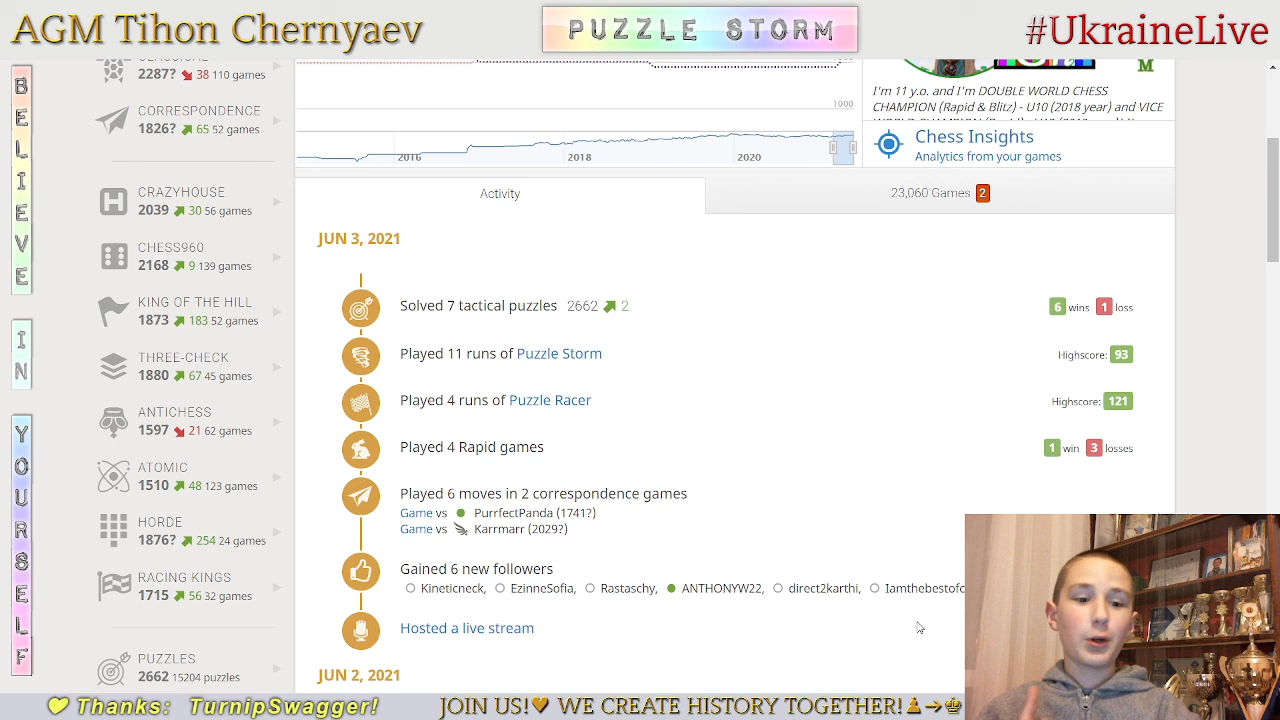 AGM Tihon Chernyaev
PUZZLE STORM
#UkraineLive
BELIEVE
IN
YOURSELF
2287? 38 110 games
CORRESPONDENCE
1826? 65 52 games
CRAZYHOUSE
2039 30 56 games
CHESS960
2168 9 139 games
KING OF THE HILL
1873 183 52 games
THREE-CHECK
1880 67 45 games
ANTICHESS
1597 21 62 games
ATOMIC
1510 48 123 games
HORDE
1876? 254 24 games
RACING KINGS
1715 56 32 games
PUZZLES
2662 15204 puzzles
1000
2016
2018
2020
M
I'm 11 y.o. and I'm DOUBLE WORLD CHESS
CHAMPION (Rapid & Blitz) - U10 (2018 year) and VICE
Chess Insights
Analytics from your games
Activity
23,060 Games 2
JUN 3, 2021
Solved 7 tactical puzzles 2662 2
6 wins 1 loss
Played 11 runs of Puzzle Storm
Highscore: 93
Played 4 runs of Puzzle Racer
Highscore: 121
Played 4 Rapid games
1 win 3 losses
Played 6 moves in 2 correspondence games
Game vs PurrfectPanda (1741?)
Game vs Karrmarr (2029?)
Gained 6 new followers
Kineticneck, EzinneSofia, Rastaschy, ANTHONYW22, direct2karthi, Iamthebestofc
Hosted a live stream
JUN 2, 2021
Thanks: TurnipSwagger!
JOIN US! WE CREATE HISTORY TOGETHER!